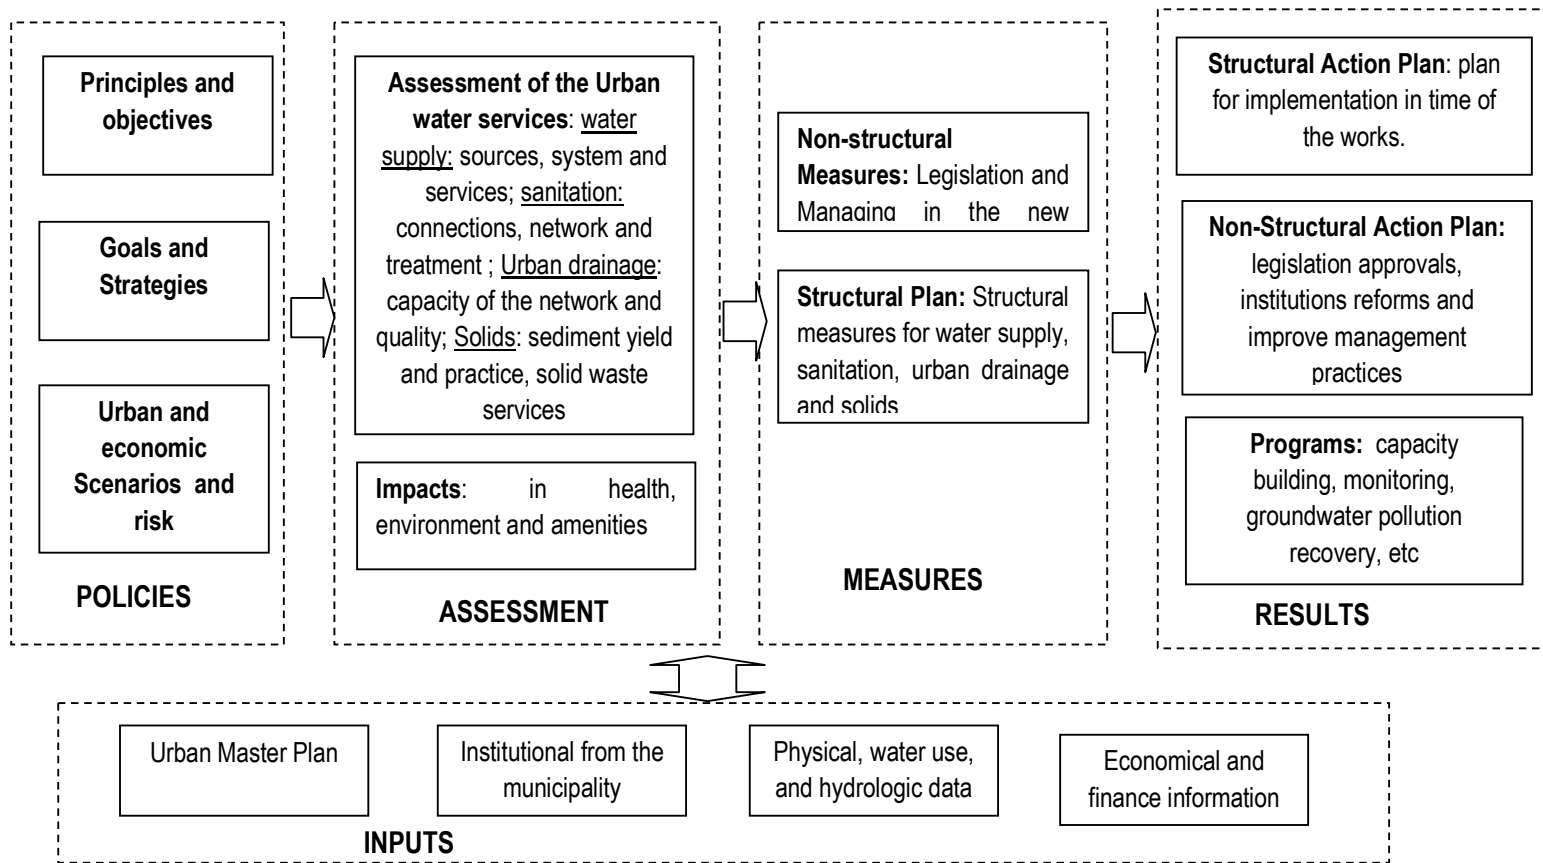 Principles and
objectives
Goals and
Strategies
Urban and
economic
Scenarios and
risk
POLICIES
Assessment of the Urban
water services: water
supply: sources, system and
services; sanitation:
connections, network and
treatment ; Urban drainage:
capacity of the network and
quality; Solids: sediment yield
and practice, solid waste
services
Impacts: in health,
environment and amenities
ASSESSMENT
Non-structural
Measures: Legislation and
Managing in the new
Structural Plan: Structural
measures for water supply,
sanitation, urban drainage
and solids
MEASURES
Structural Action Plan: plan
for implementation in time of
the works.
Non-Structural Action Plan:
legislation approvals,
institutions reforms and
improve management
practices
Programs: capacity
building, monitoring,
groundwater pollution
recovery, etc
RESULTS
Urban Master Plan
Institutional from the
municipality
Physical, water use,
and hydrologic data
Economical and
finance information
INPUTS